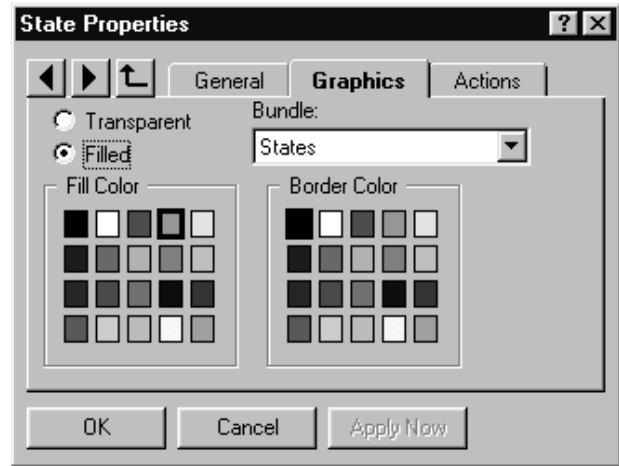 State Properties
General Graphics Actions
Transparent
Filled
Bundle:
States
Fill Color
Border Color
OK Cancel Apply Now